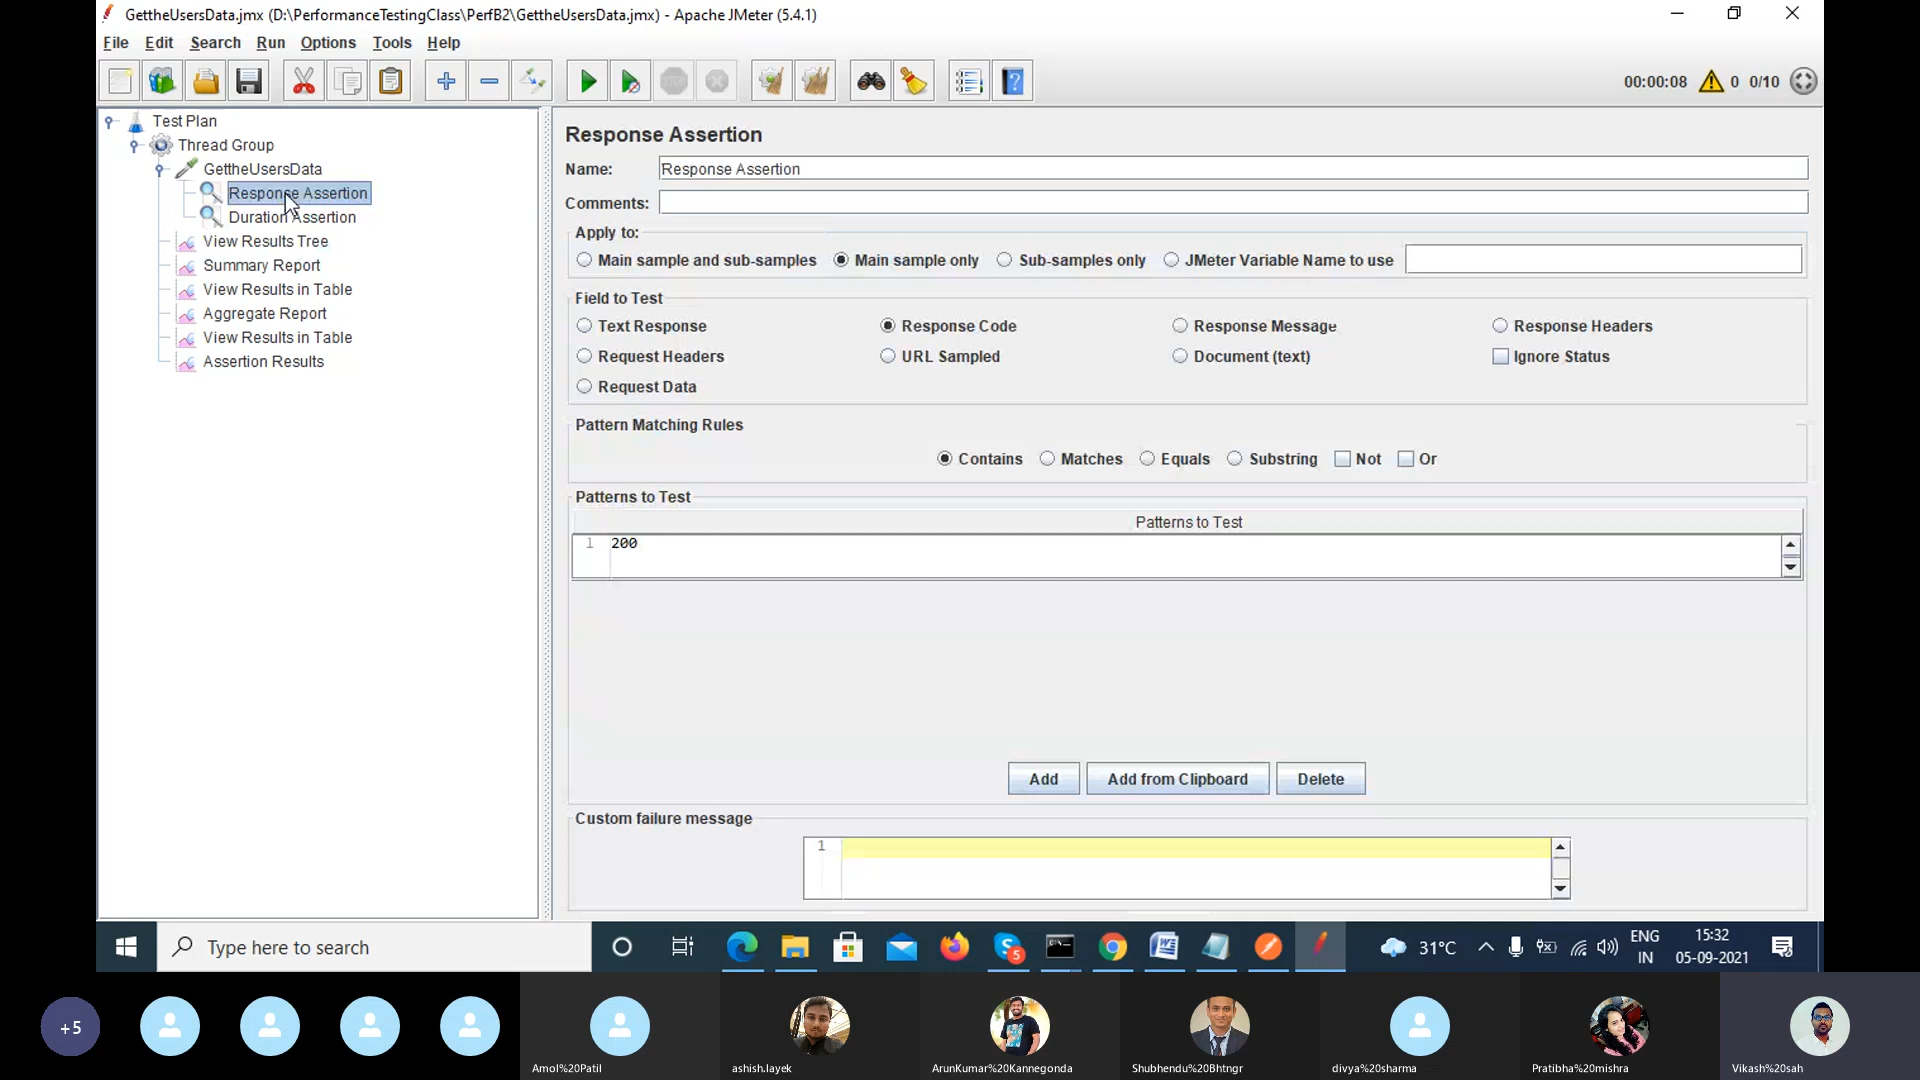 GettheUsersData.jmx (D:\PerformanceTestingClass\PerfB2\GettheUsersData.jmx) - Apache JMeter (5.4.1)
File Edit Search Run Options Tools Help
00:00:08 0 0/10
Test Plan
Thread Group
GettheUsersData
Response Assertion
Duration Assertion
View Results Tree
Summary Report
View Results in Table
Aggregate Report
View Results in Table
Assertion Results
Response Assertion
Name: Response Assertion
Comments:
Apply to:
Main sample and sub-samples Main sample only Sub-samples only JMeter Variable Name to use
Field to Test
Text Response Response Code Response Message Response Headers
Request Headers URL Sampled Document (text) Ignore Status
Request Data
Pattern Matching Rules
Contains Matches Equals Substring Not Or
Patterns to Test
Patterns to Test
1 200
Add Add from Clipboard Delete
Custom failure message
1
Type here to search
5
31°C
ENG
IN
15:32
05-09-2021
+5
Amol%20Patil
ashish.layek
ArunKumar%20Kannegonda
Shubhendu%20Bhtngr
divya%20sharma
Pratibha%20mishra
Vikash%20sah